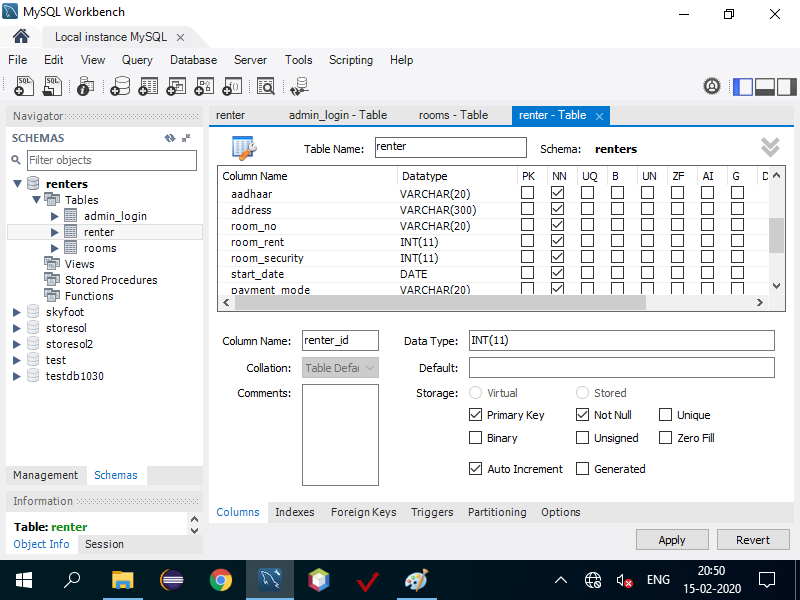 MySQL Workbench
Local instance MySQL
File Edit View Query Database Server Tools Scripting Help
Navigator
SCHEMAS
Filter objects
renters
Tables
admin_login
renter
rooms
Views
Stored Procedures
Functions
skyfoot
storesol
storesol2
test
testdb1030
Management Schemas
Information
Table: renter
Object Info Session
renter admin_login - Table rooms - Table renter - Table
Table Name: renter Schema: renters
Column Name Datatype PK NN UQ B UN ZF AI G D
aadhaar VARCHAR(20)
address VARCHAR(300)
room_no VARCHAR(20)
room_rent INT(11)
room_security INT(11)
start_date DATE
payment_mode VARCHAR(20)
Column Name: renter_id Data Type: INT(11)
Collation: Table Defau Default:
Comments: Storage: Virtual Stored
Primary Key Not Null Unique
Binary Unsigned Zero Fill
Auto Increment Generated
Columns Indexes Foreign Keys Triggers Partitioning Options
Apply Revert
ENG
20:50
15-02-2020